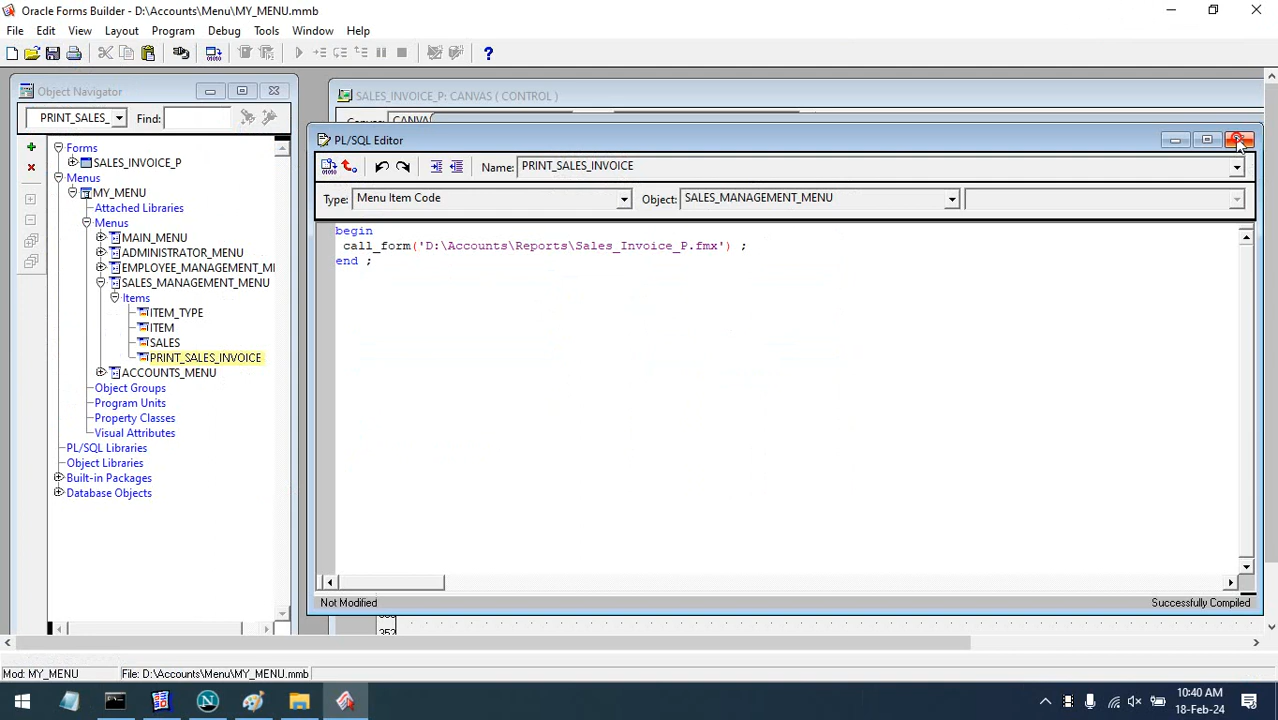 Oracle Forms Builder - D:\Accounts\Menu\MY_MENU.mmb
File Edit View Layout Program Tools Debug Window Help
Object Navigator
PRINT_SALES_ Find:
Forms
SALES_INVOICE_P
Menus
MY_MENU
Attached Libraries
Menus
MAIN_MENU
ADMINISTRATOR_MENU
EMPLOYEE_MANAGEMENT_ME
SALES_MANAGEMENT_MENU
Items
ITEM_TYPE
ITEM
SALES
PRINT_SALES_INVOICE
ACCOUNTS_MENU
Object Groups
Program Units
Property Classes
Visual Attributes
PL/SQL Libraries
Object Libraries
Built-in Packages
Database Objects
SALES_INVOICE_P: CANVAS ( CONTROL )
PL/SQL Editor
Name: PRINT_SALES_INVOICE
Type: Menu Item Code Object: SALES_MANAGEMENT_MENU
begin
call_form('D:\Accounts\Reports\Sales_Invoice_P.fmx') ;
end ;
Not Modified Successfully Compiled
352
Mod: MY_MENU File: D:\Accounts\Menu\MY_MENU.mmb
10:40 AM
18-Feb-24